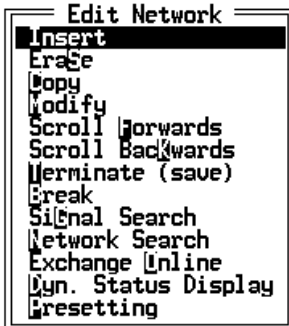 Edit Network
Insert
EraSe
Copy
Modify
Scroll Forwards
Scroll BacKwards
Terminate (save)
Break
SiGnal Search
Network Search
Exchange Online
Dyn. Status Display
Presetting